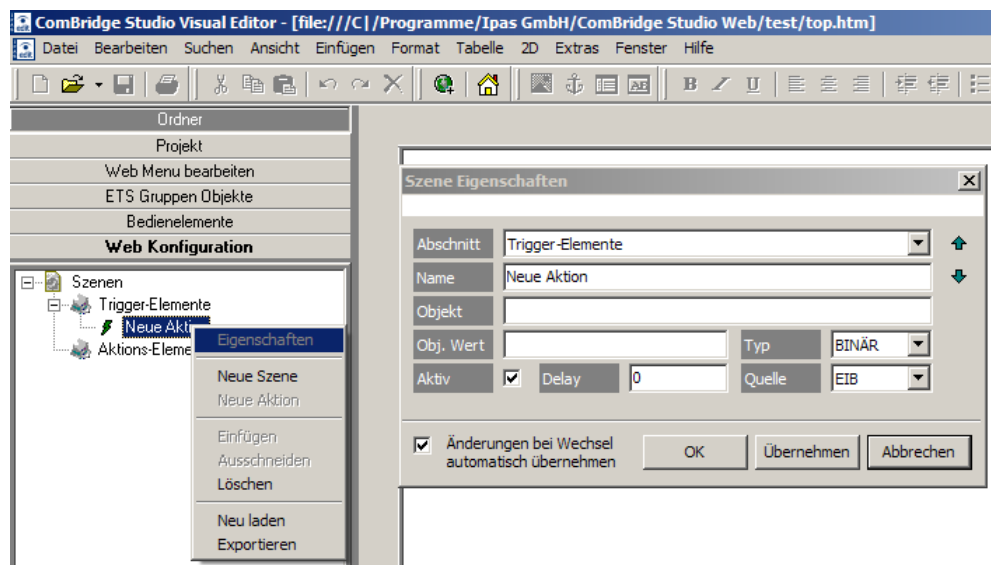 ComBridge Studio Visual Editor - [file:///C|/Programme/Ipas GmbH/ComBridge Studio Web/test/top.htm]
Datei Bearbeiten Suchen Ansicht Einfügen Format Tabelle 2D Extras Fenster Hilfe
B U
Ordner
Projekt
Web Menu bearbeiten
ETS Gruppen Objekte
Bedienelemente
Web Konfiguration
Szenen
Trigger-Elemente
Neue Akti
Aktions-Eleme
Eigenschaften
Neue Szene
Neue Aktion
Einfügen
Ausschneiden
Löschen
Neu laden
Exportieren
Szene Eigenschaften
Abschnitt Trigger-Elemente
Name Neue Aktion
Objekt
Obj. Wert Typ BINÄR
Aktiv Delay 0 Quelle EIB
Änderungen bei Wechsel
automatisch übernehmen
OK Übernehmen Abbrechen